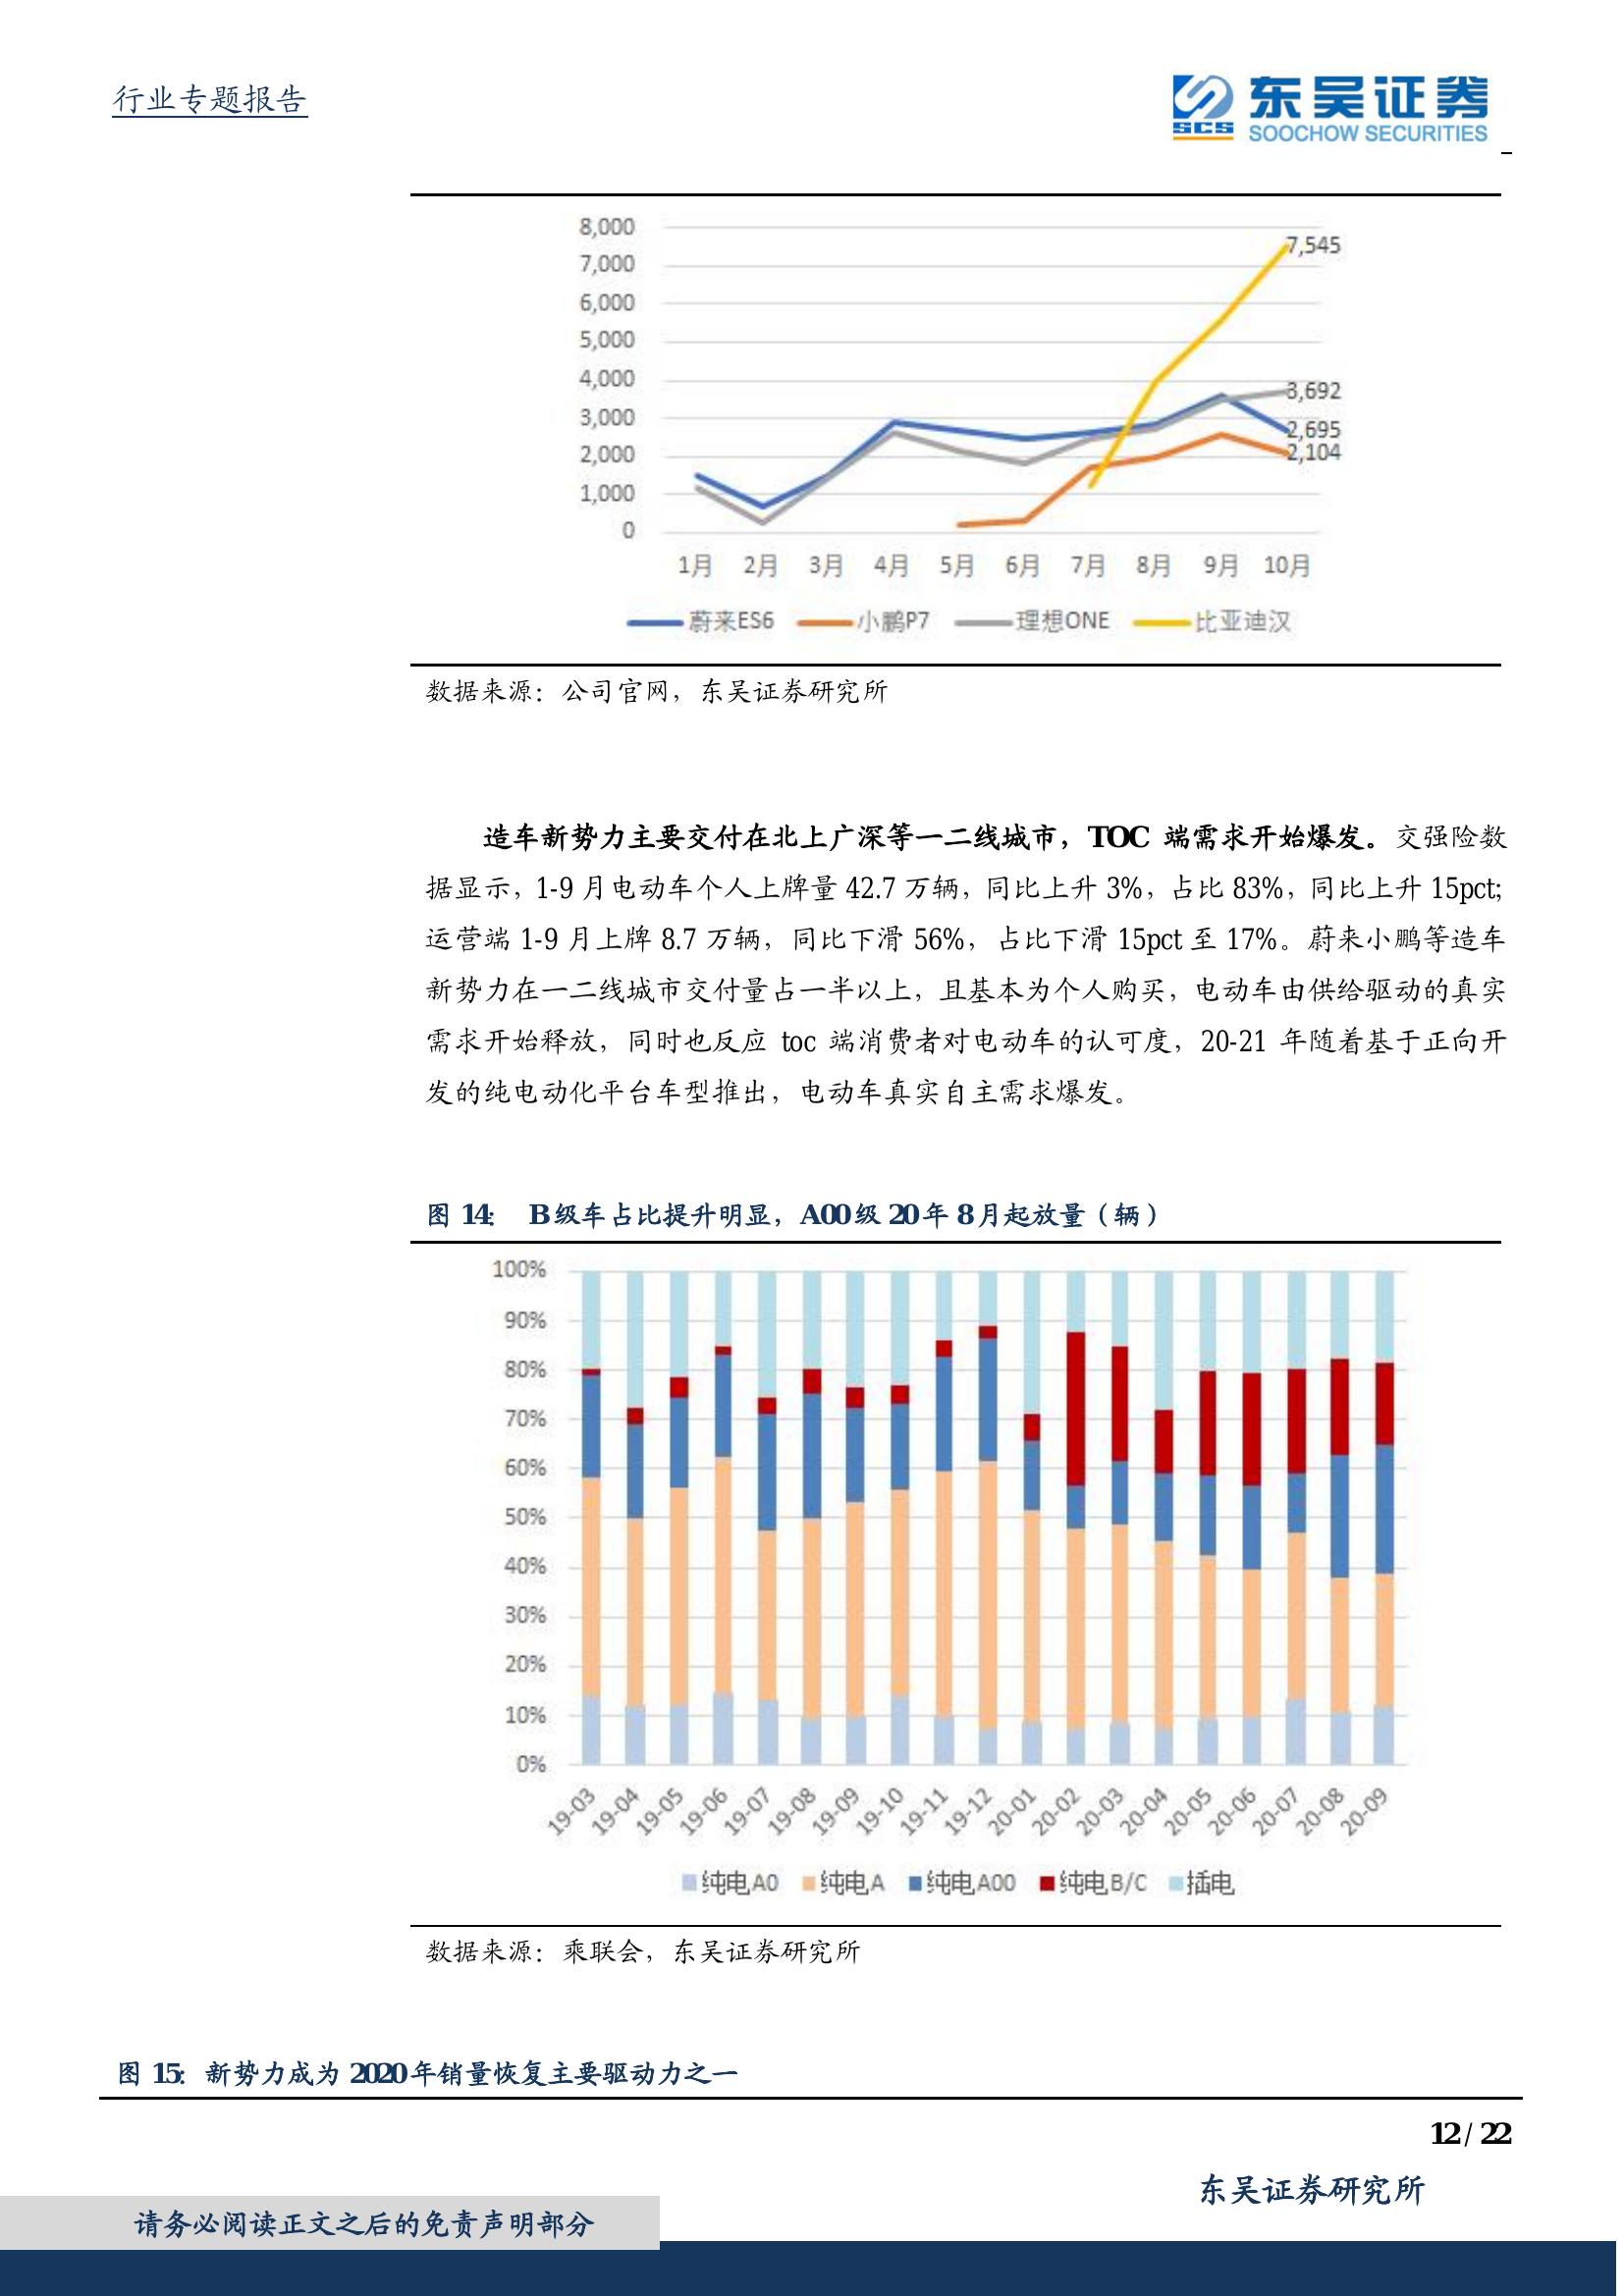 行业专题报告
SCS 东吴证券
SOOCHOW SECURITIES
8,000
7,000
6,000
5,000
4,000
3,000
2,000
1,000
0
7,545
3,692
2,695
2,104
1月 2月 3月 4月 5月 6月 7月 8月 9月 10月
蔚来ES6 小鹏P7 理想ONE 比亚迪汉
数据来源：公司官网，东吴证券研究所
造车新势力主要交付在北上广深等一二线城市，TOC 端需求开始爆发。交强险数
据显示，1-9 月电动车个人上牌量 42.7 万辆，同比上升 3%，占比 83%，同比上升 15pct;
运营端 1-9 月上牌 8.7 万辆，同比下滑 56%，占比下滑 15pct 至 17%。蔚来小鹏等造车
新势力在一二线城市交付量占一半以上，且基本为个人购买，电动车由供给驱动的真实
需求开始释放，同时也反应 toc 端消费者对电动车的认可度，20-21 年随着基于正向开
发的纯电动化平台车型推出，电动车真实自主需求爆发。
图 14： B 级车占比提升明显，A00 级 20 年 8 月起放量（辆）
100%
90%
80%
70%
60%
50%
40%
30%
20%
10%
0%
19-03 19-04 19-05 19-06 19-07 19-08 19-09 19-10 19-11 19-12 20-01 20-02 20-03 20-04 20-05 20-06 20-07 20-08 20-09
纯电A0 纯电A 纯电A00 纯电B/C 插电
数据来源：乘联会，东吴证券研究所
图 15：新势力成为 2020 年销量恢复主要驱动力之一
12 / 22
东吴证券研究所
请务必阅读正文之后的免责声明部分